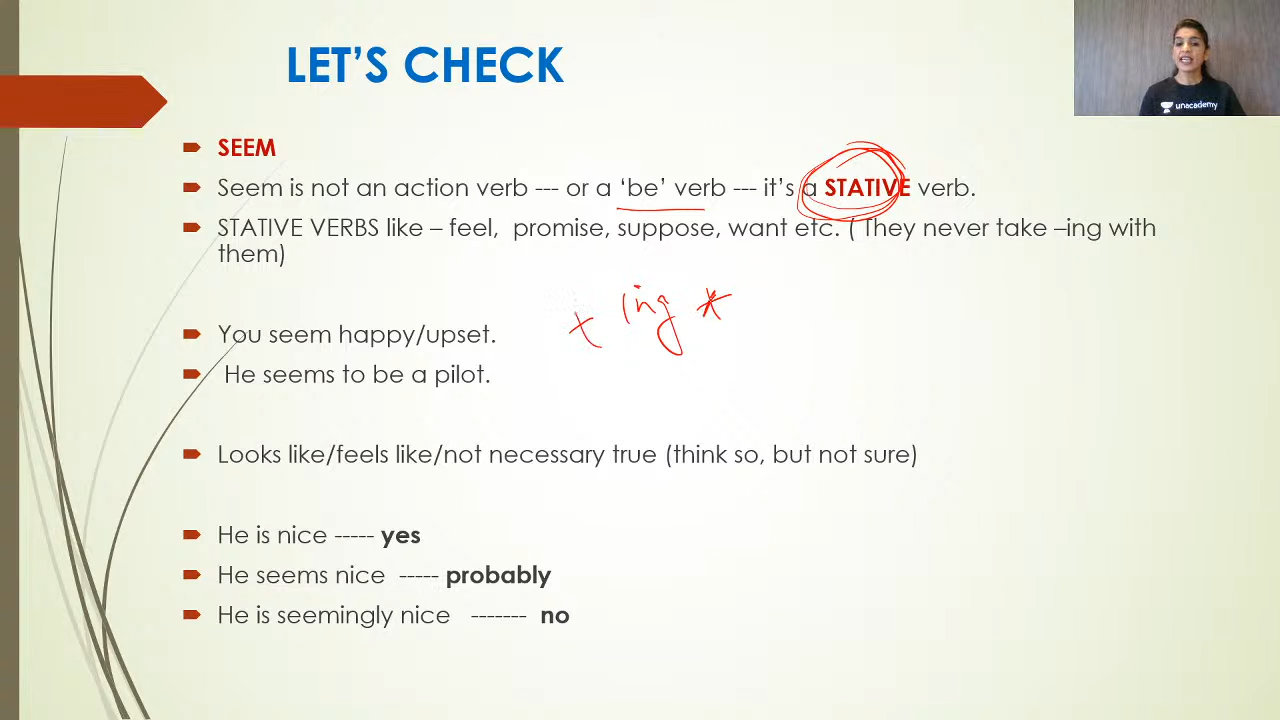 LET'S CHECK
unacademy
SEEM
Seem is not an action verb --- or a ‘be’ verb --- it's a STATIVE verb.
STATIVE VERBS like – feel, promise, suppose, want etc. ( They never take –ing with
them)
+ ing *
You seem happy/upset.
He seems to be a pilot.
Looks like/feels like/not necessary true (think so, but not sure)
He is nice ----- yes
He seems nice ----- probably
He is seemingly nice ------- no